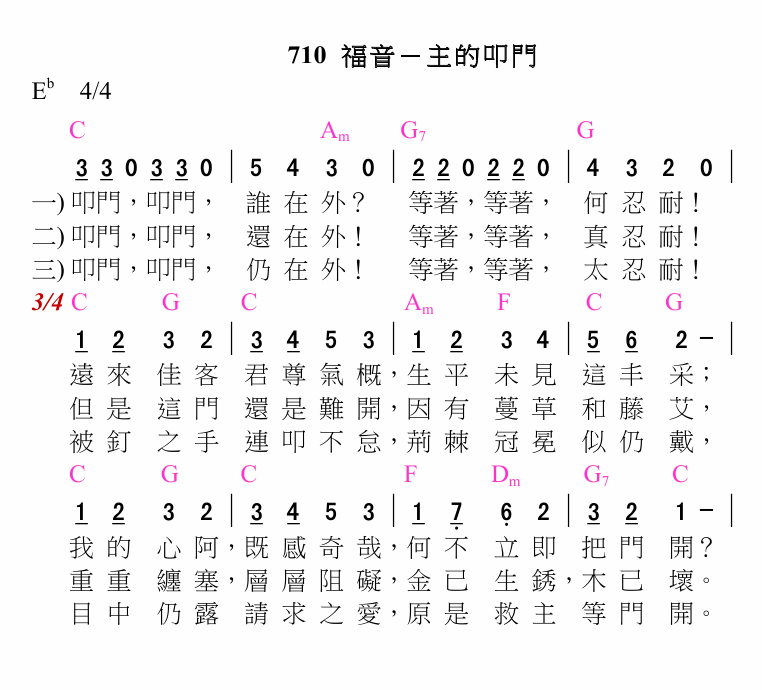 710 福音－主的叩門
E♭ 4/4
C Am G7 G
3 3 0 3 3 0 | 5 4 3 0 | 2 2 0 2 2 0 | 4 3 2 0 |
一) 叩門，叩門， 誰在外？ 等著，等著， 何忍耐！
二) 叩門，叩門， 還在外！ 等著，等著， 真忍耐！
三) 叩門，叩門， 仍在外！ 等著，等著， 太忍耐！
3/4 C G C Am F C G
1 2 3 2 | 3 4 5 3 | 1 2 3 4 | 5 6 2 – |
遠來佳客君尊氣概，生平未見這丰采；
但是這門還是難開，因有蔓草和藤艾，
被釘之手連叩不怠，荊棘冠冕似仍戴，
C G C F Dm G7 C
1 2 3 2 | 3 4 5 3 | 1 7 6 2 | 3 2 1 – |
我的心阿，既感奇哉，何不立即把門開？
重重纏塞，層層阻礙，金已生銹，木已壞。
目中仍露請求之愛，原是救主等門開。